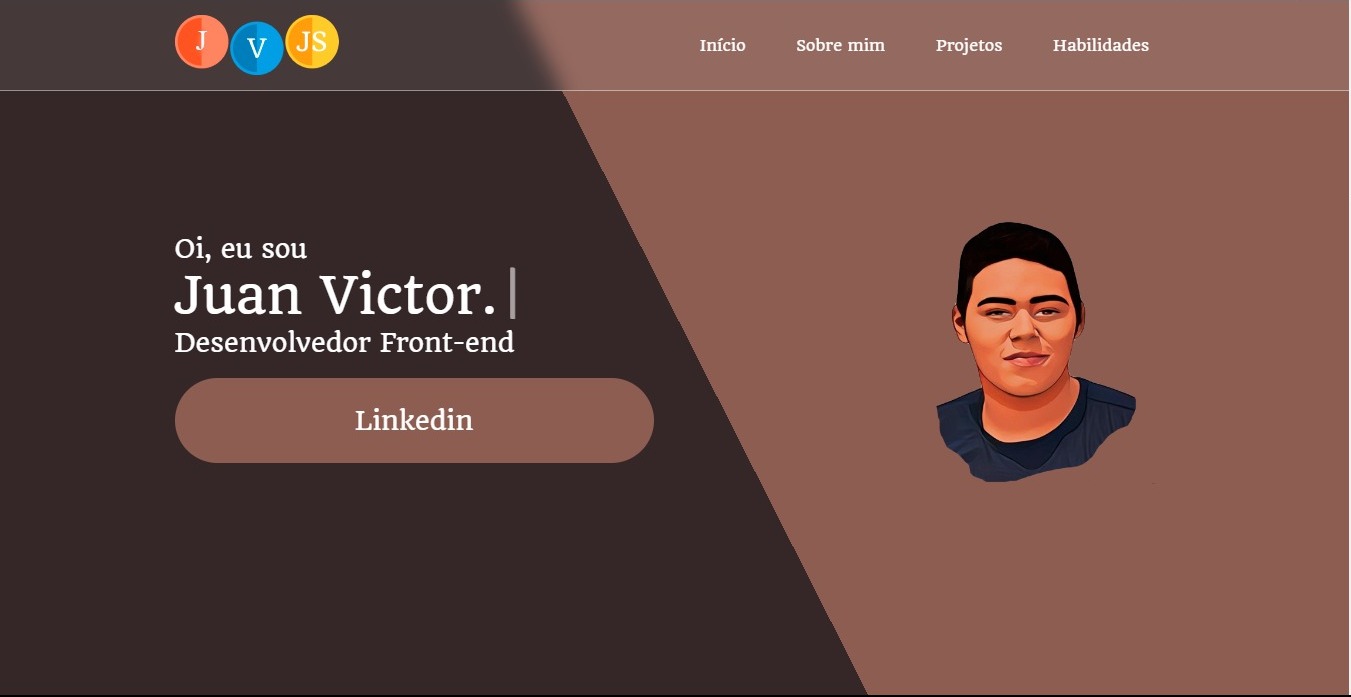 J V JS
Início Sobre mim Projetos Habilidades
Oi, eu sou
Juan Victor.
Desenvolvedor Front-end
Linkedin